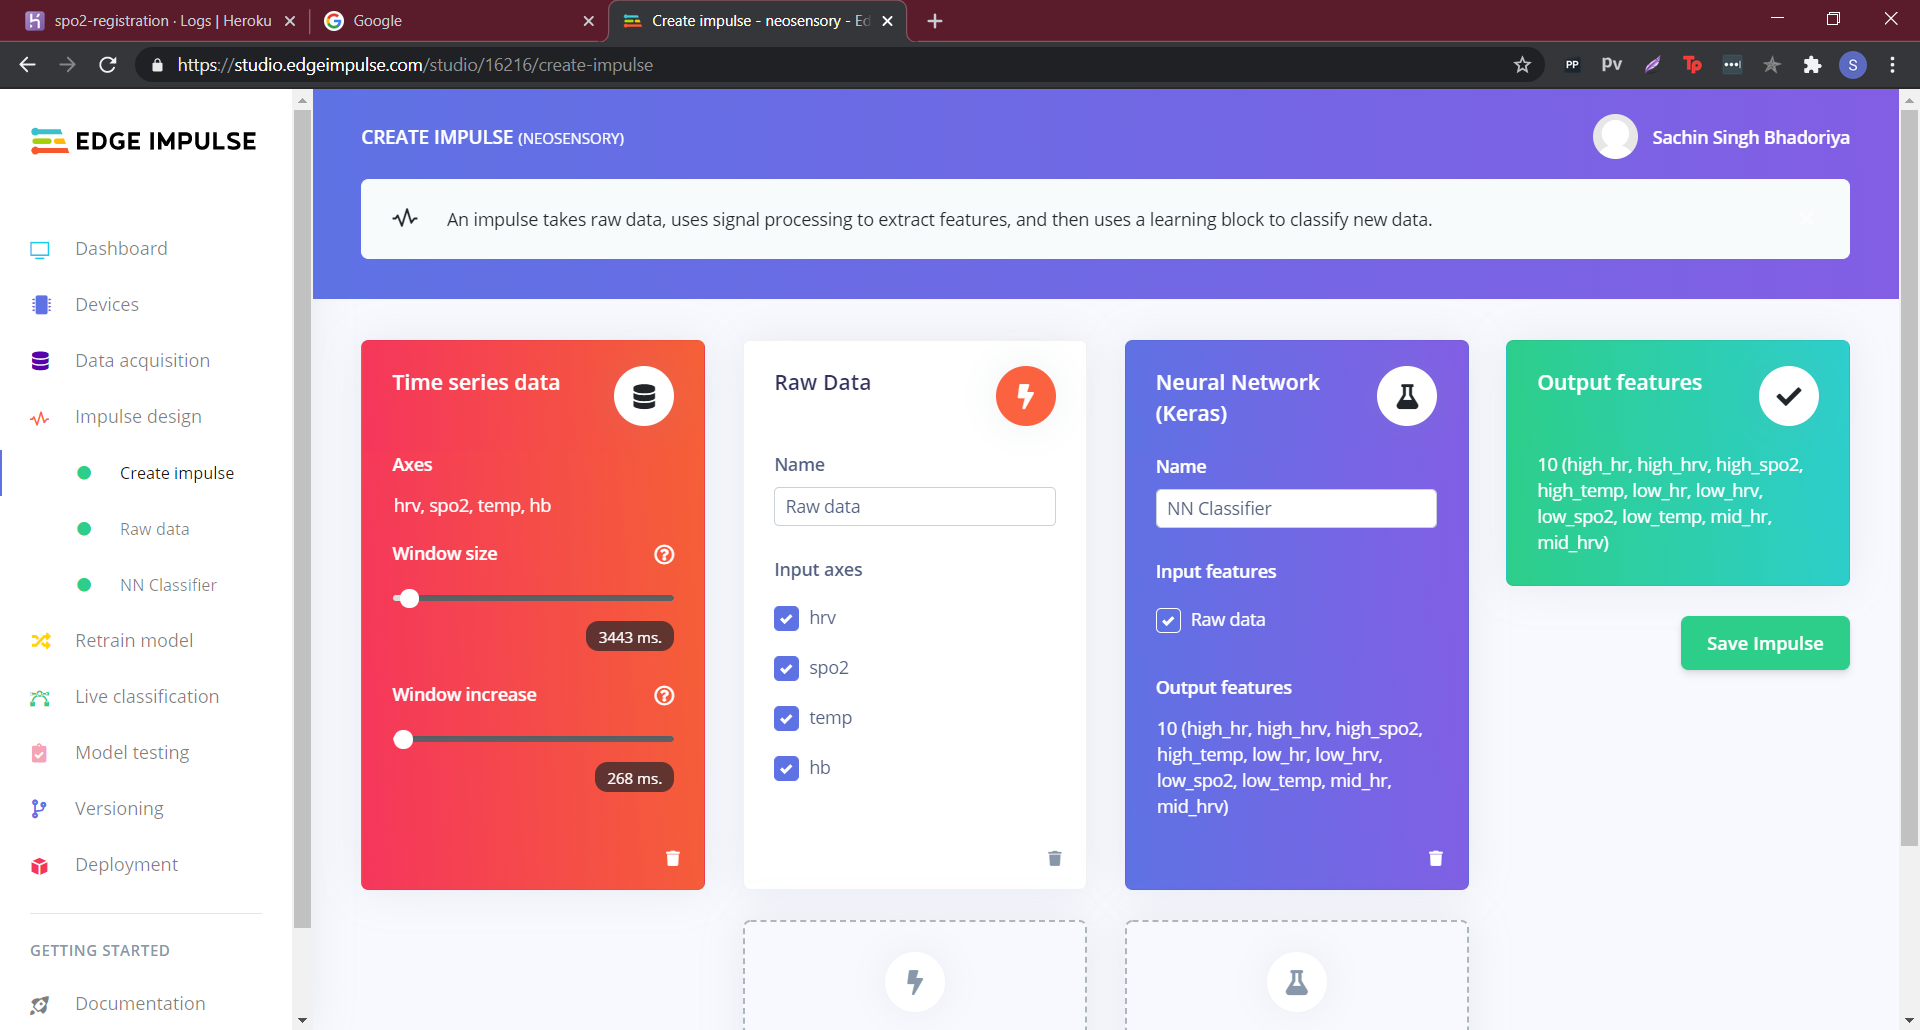 spo2-registration · Logs | Heroku
Google
Create impulse - neosensory - Ed
https://studio.edgeimpulse.com/studio/16216/create-impulse
PP
Pv
Tp
S
EDGE IMPULSE
Dashboard
Devices
Data acquisition
Impulse design
Create impulse
Raw data
NN Classifier
Retrain model
Live classification
Model testing
Versioning
Deployment
GETTING STARTED
Documentation
CREATE IMPULSE (NEOSENSORY)
Sachin Singh Bhadoriya
An impulse takes raw data, uses signal processing to extract features, and then uses a learning block to classify new data.
Time series data
Axes
hrv, spo2, temp, hb
Window size
?
3443 ms.
Window increase
?
268 ms.
Raw Data
Name
Raw data
Input axes
hrv
spo2
temp
hb
Neural Network
(Keras)
Name
NN Classifier
Input features
Raw data
Output features
10 (high_hr, high_hrv, high_spo2,
high_temp, low_hr, low_hrv,
low_spo2, low_temp, mid_hr,
mid_hrv)
Output features
10 (high_hr, high_hrv, high_spo2,
high_temp, low_hr, low_hrv,
low_spo2, low_temp, mid_hr,
mid_hrv)
Save Impulse